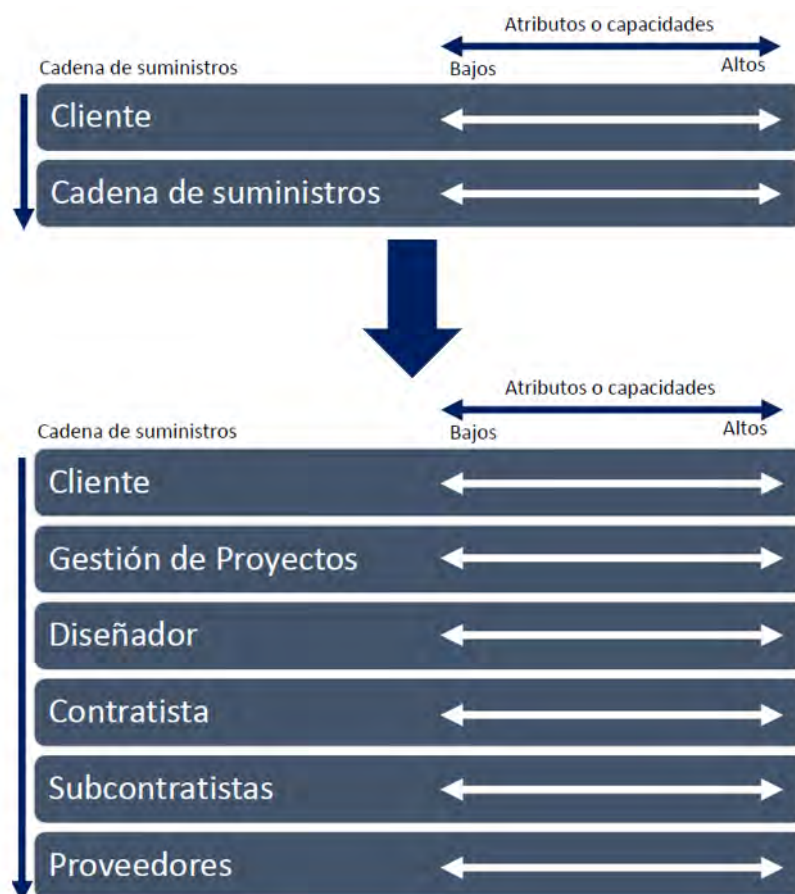 Atributos o capacidades
Cadena de suministros
Bajos
Altos
Cliente
Cadena de suministros
Atributos o capacidades
Cadena de suministros
Bajos
Altos
Cliente
Gestión de Proyectos
Diseñador
Contratista
Subcontratistas
Proveedores